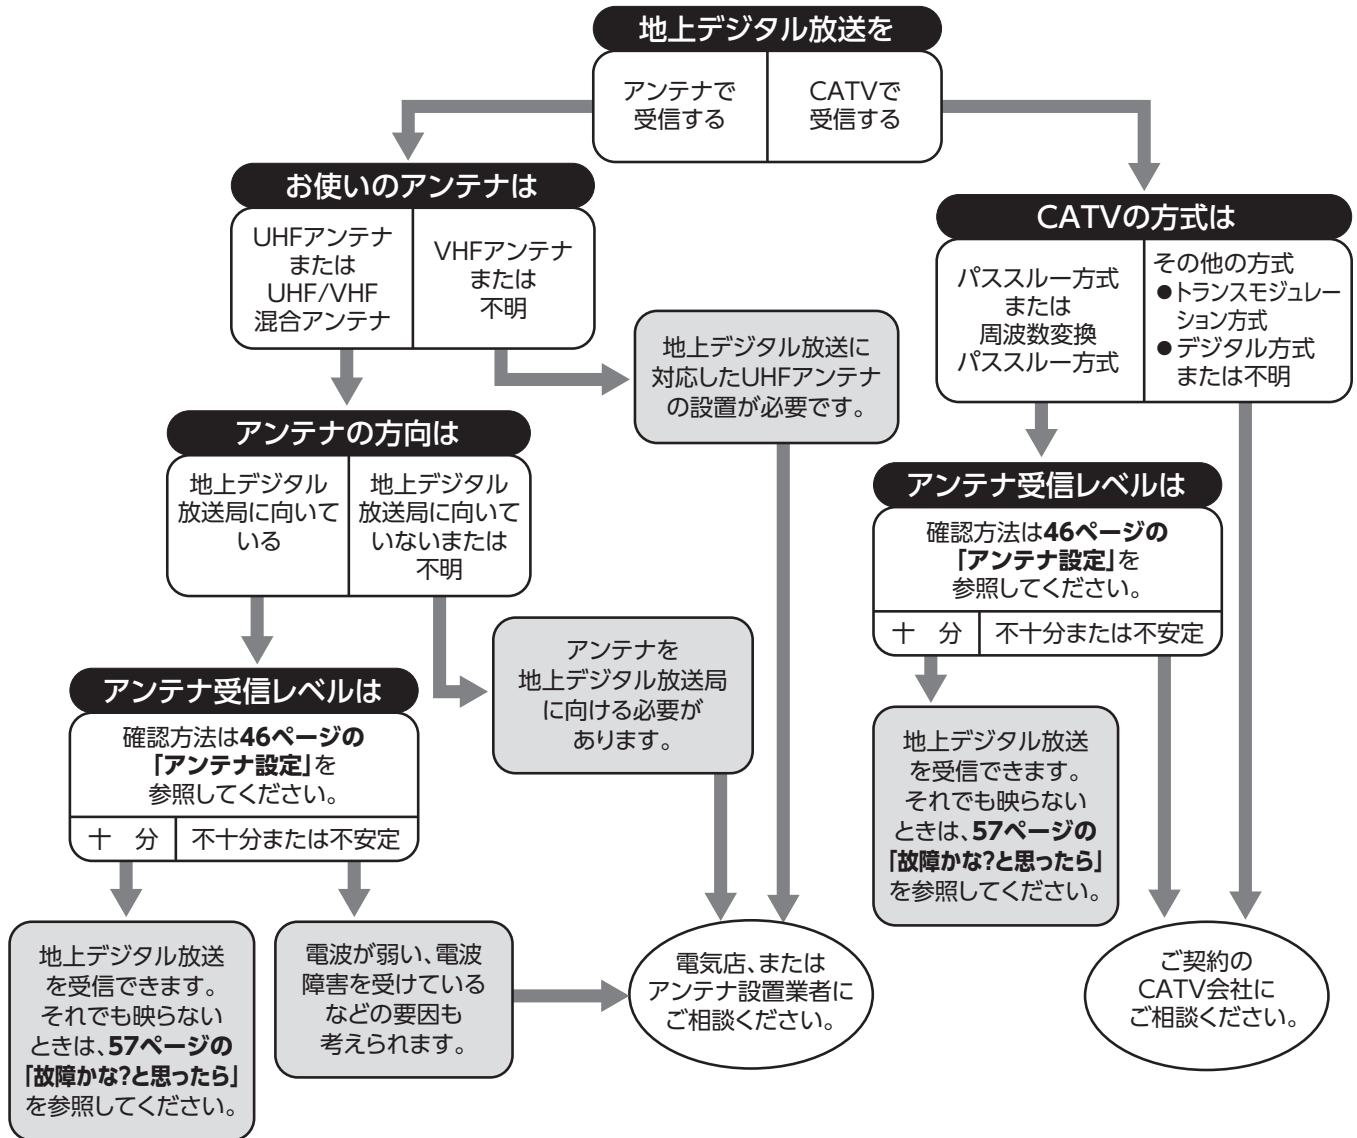 地上デジタル放送を
アンテナで
受信する
CATVで
受信する
お使いのアンテナは
UHFアンテナ
または
UHF/VHF
混合アンテナ
VHFアンテナ
または
不明
地上デジタル放送に
対応したUHFアンテナ
の設置が必要です。
アンテナの方向は
地上デジタル
放送局に向いて
いる
地上デジタル
放送局に向いて
いないまたは
不明
アンテナを
地上デジタル放送局
に向ける必要が
あります。
アンテナ受信レベルは
確認方法は46ページの
「アンテナ設定」を
参照してください。
十　分
不十分または不安定
地上デジタル放送
を受信できます。
それでも映らない
ときは、57ページの
「故障かな?と思ったら」
を参照してください。
電波が弱い、電波
障害を受けている
などの要因も
考えられます。
電気店、または
アンテナ設置業者に
ご相談ください。
CATVの方式は
パススルー方式
または
周波数変換
パススルー方式
その他の方式
●トランスモジュレー
ション方式
●デジタル方式
または不明
アンテナ受信レベルは
確認方法は46ページの
「アンテナ設定」を
参照してください。
十　分
不十分または不安定
地上デジタル放送
を受信できます。
それでも映らない
ときは、57ページの
「故障かな?と思ったら」
を参照してください。
ご契約の
CATV会社に
ご相談ください。